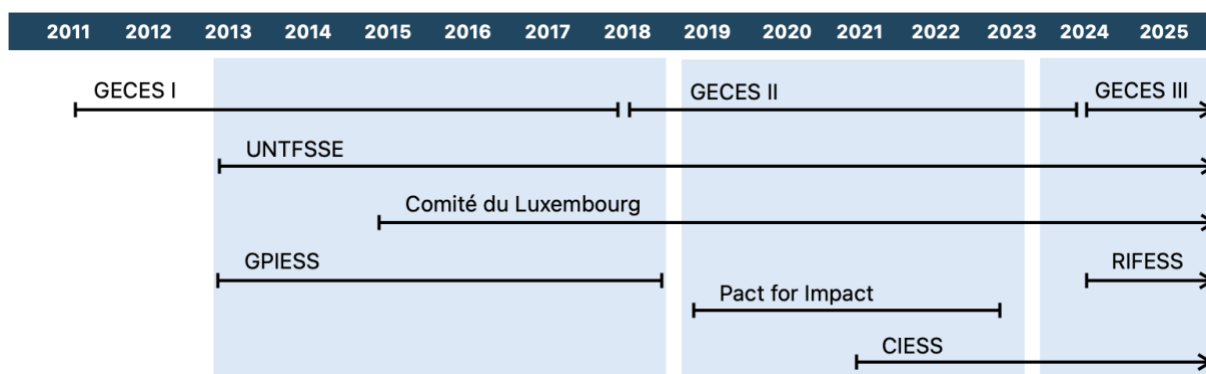 2011 2012 2013 2014 2015 2016 2017 2018 2019 2020 2021 2022 2023 2024 2025
GECES I GECES II GECES III
UNTFSSE
Comité du Luxembourg
GPIESS RIFESS
Pact for Impact
CIESS